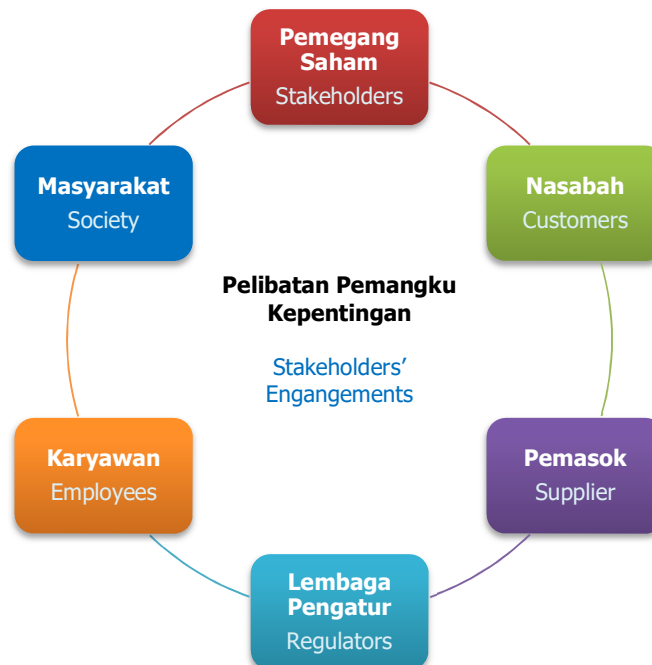 Pemegang
Saham
Stakeholders
Masyarakat
Society
Nasabah
Customers
Pelibatan Pemangku
Kepentingan
Stakeholders’
Engangements
Karyawan
Employees
Pemasok
Supplier
Lembaga
Pengatur
Regulators